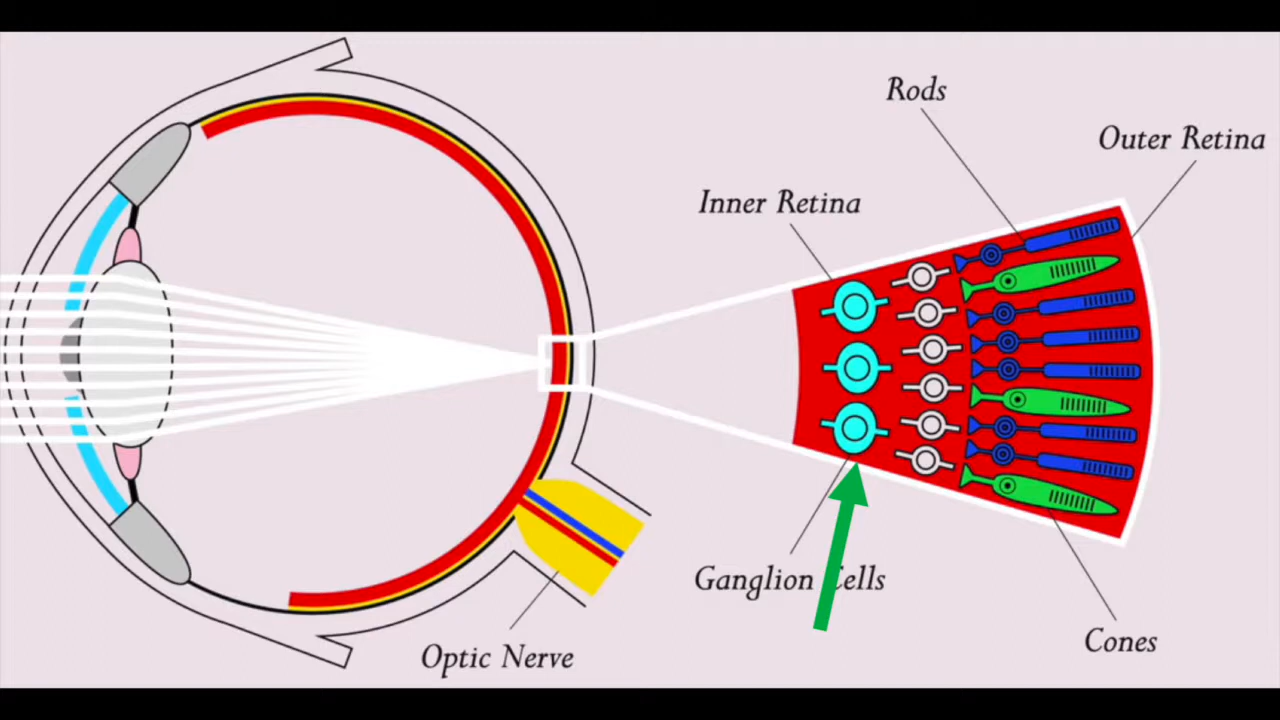 Rods
Outer Retina
Inner Retina
Ganglion Cells
Cones
Optic Nerve